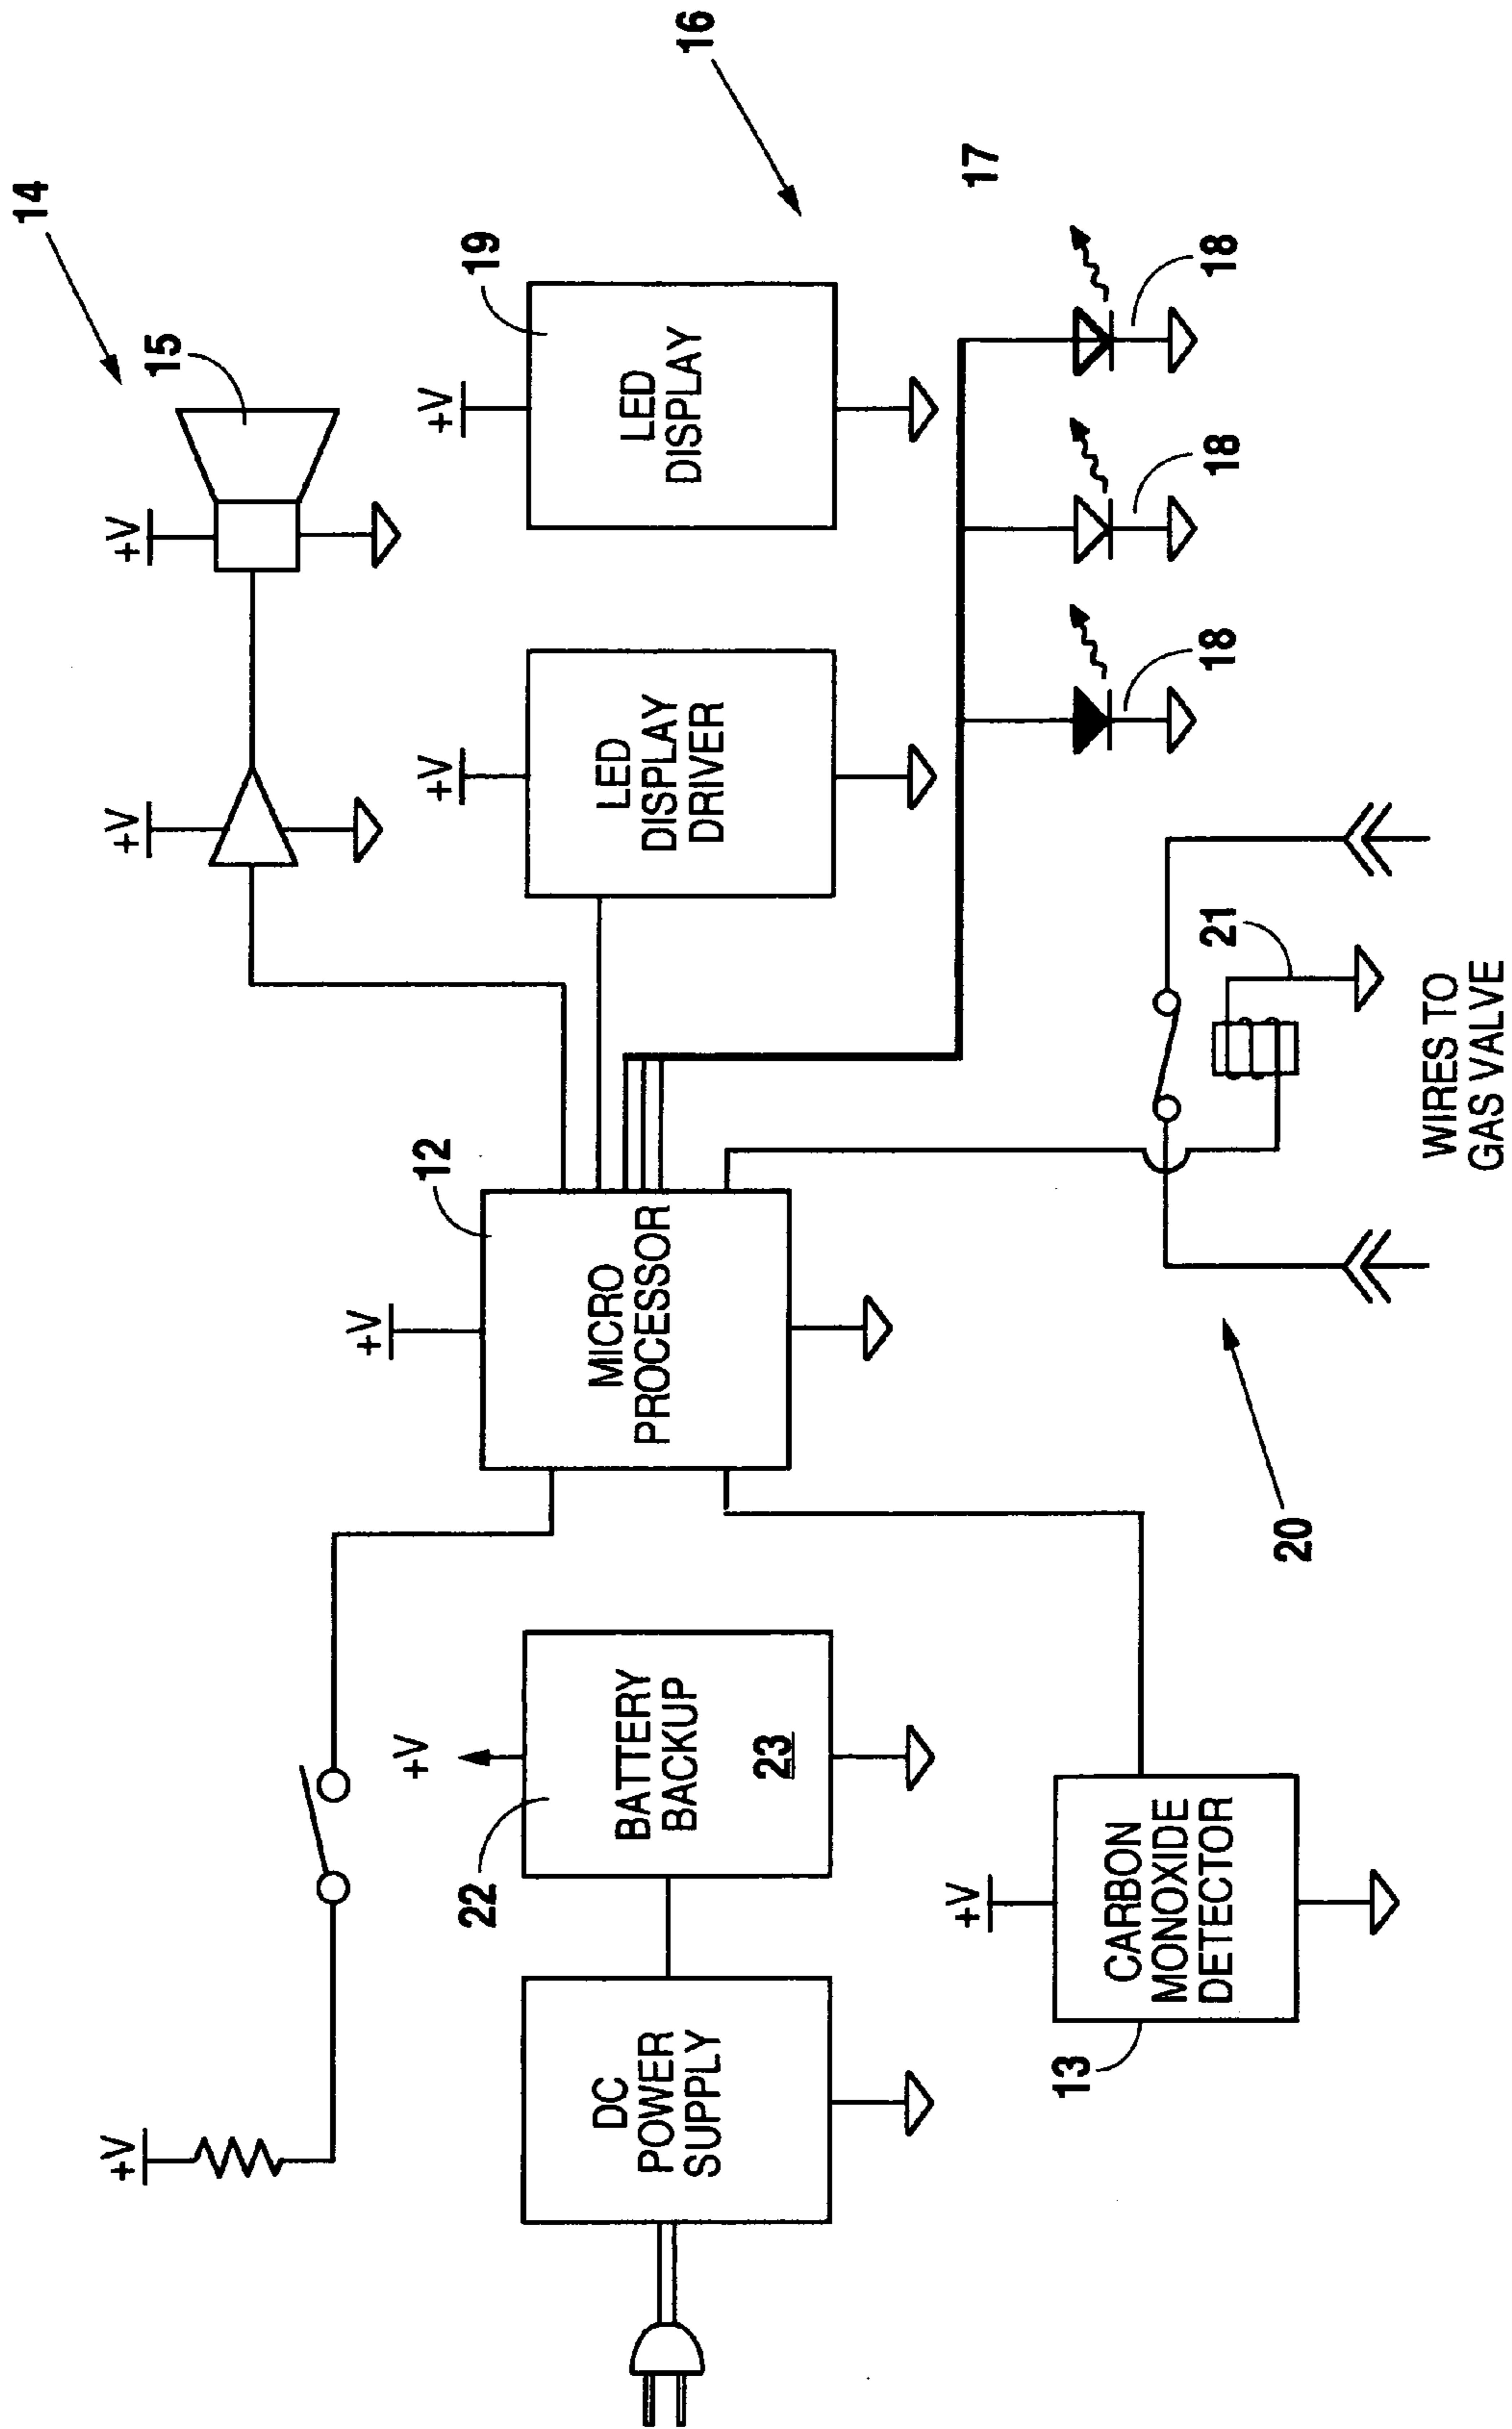 +V
14
+V
+V
15
16
+V
12
+V
+V
19
+V
22
DC
POWER
SUPPLY
BATTERY
BACKUP
23
MICRO
PROCESSOR
LED
DISPLAY
DRIVER
LED
DISPLAY
17
+V
13
CARBON
MONOXIDE
DETECTOR
20
21
18
18
18
WIRES TO
GAS VALVE